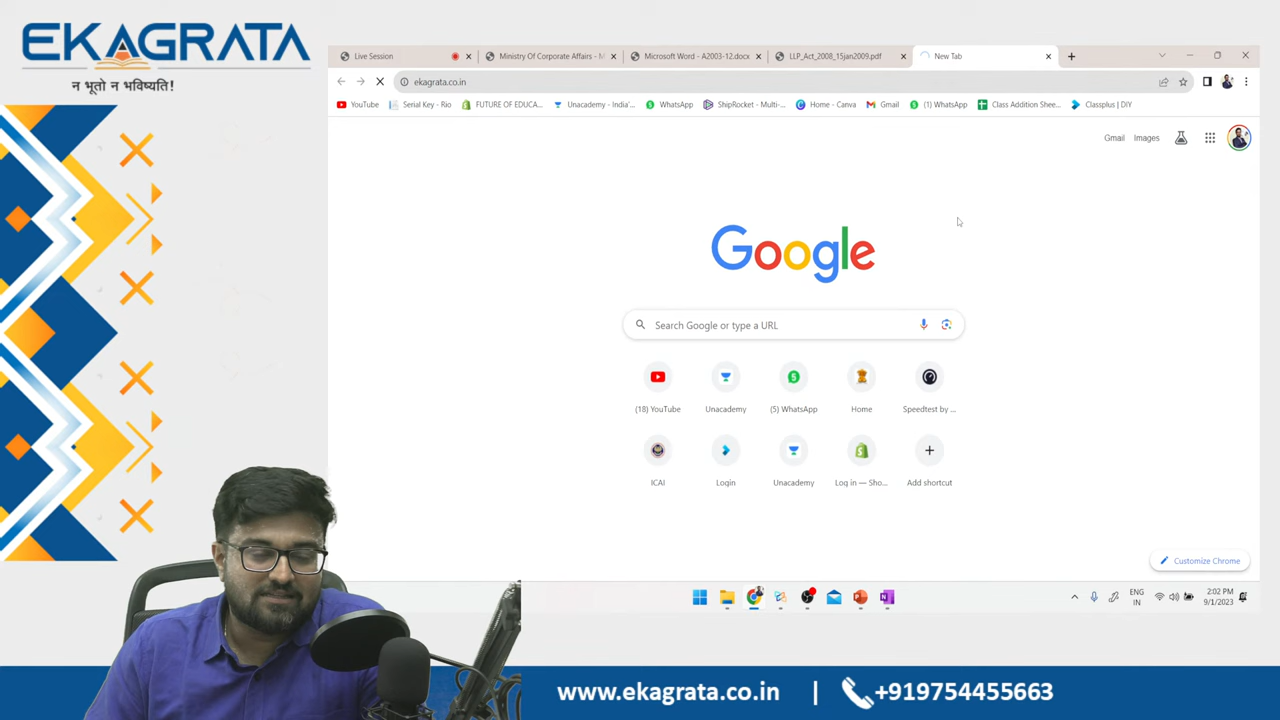 EKAGRATA
न भूतो न भविष्यति!
Live Session
Ministry Of Corporate Affairs - M
Microsoft Word - A2003-12.docx
LLP_Act_2008_15jan2009.pdf
New Tab
ekagrata.co.in
YouTube
Serial Key - Rio
FUTURE OF EDUCA...
Unacademy - India'...
WhatsApp
ShipRocket - Multi-...
Home - Canva
Gmail
(1) WhatsApp
Class Addition Shee...
Classplus | DIY
Gmail
Images
Google
Search Google or type a URL
(18) YouTube
Unacademy
(5) WhatsApp
Home
Speedtest by ...
ICAI
Login
Unacademy
Log in — Sho...
Add shortcut
Customize Chrome
ENG
IN
2:02 PM
9/1/2023
www.ekagrata.co.in | +919754455663